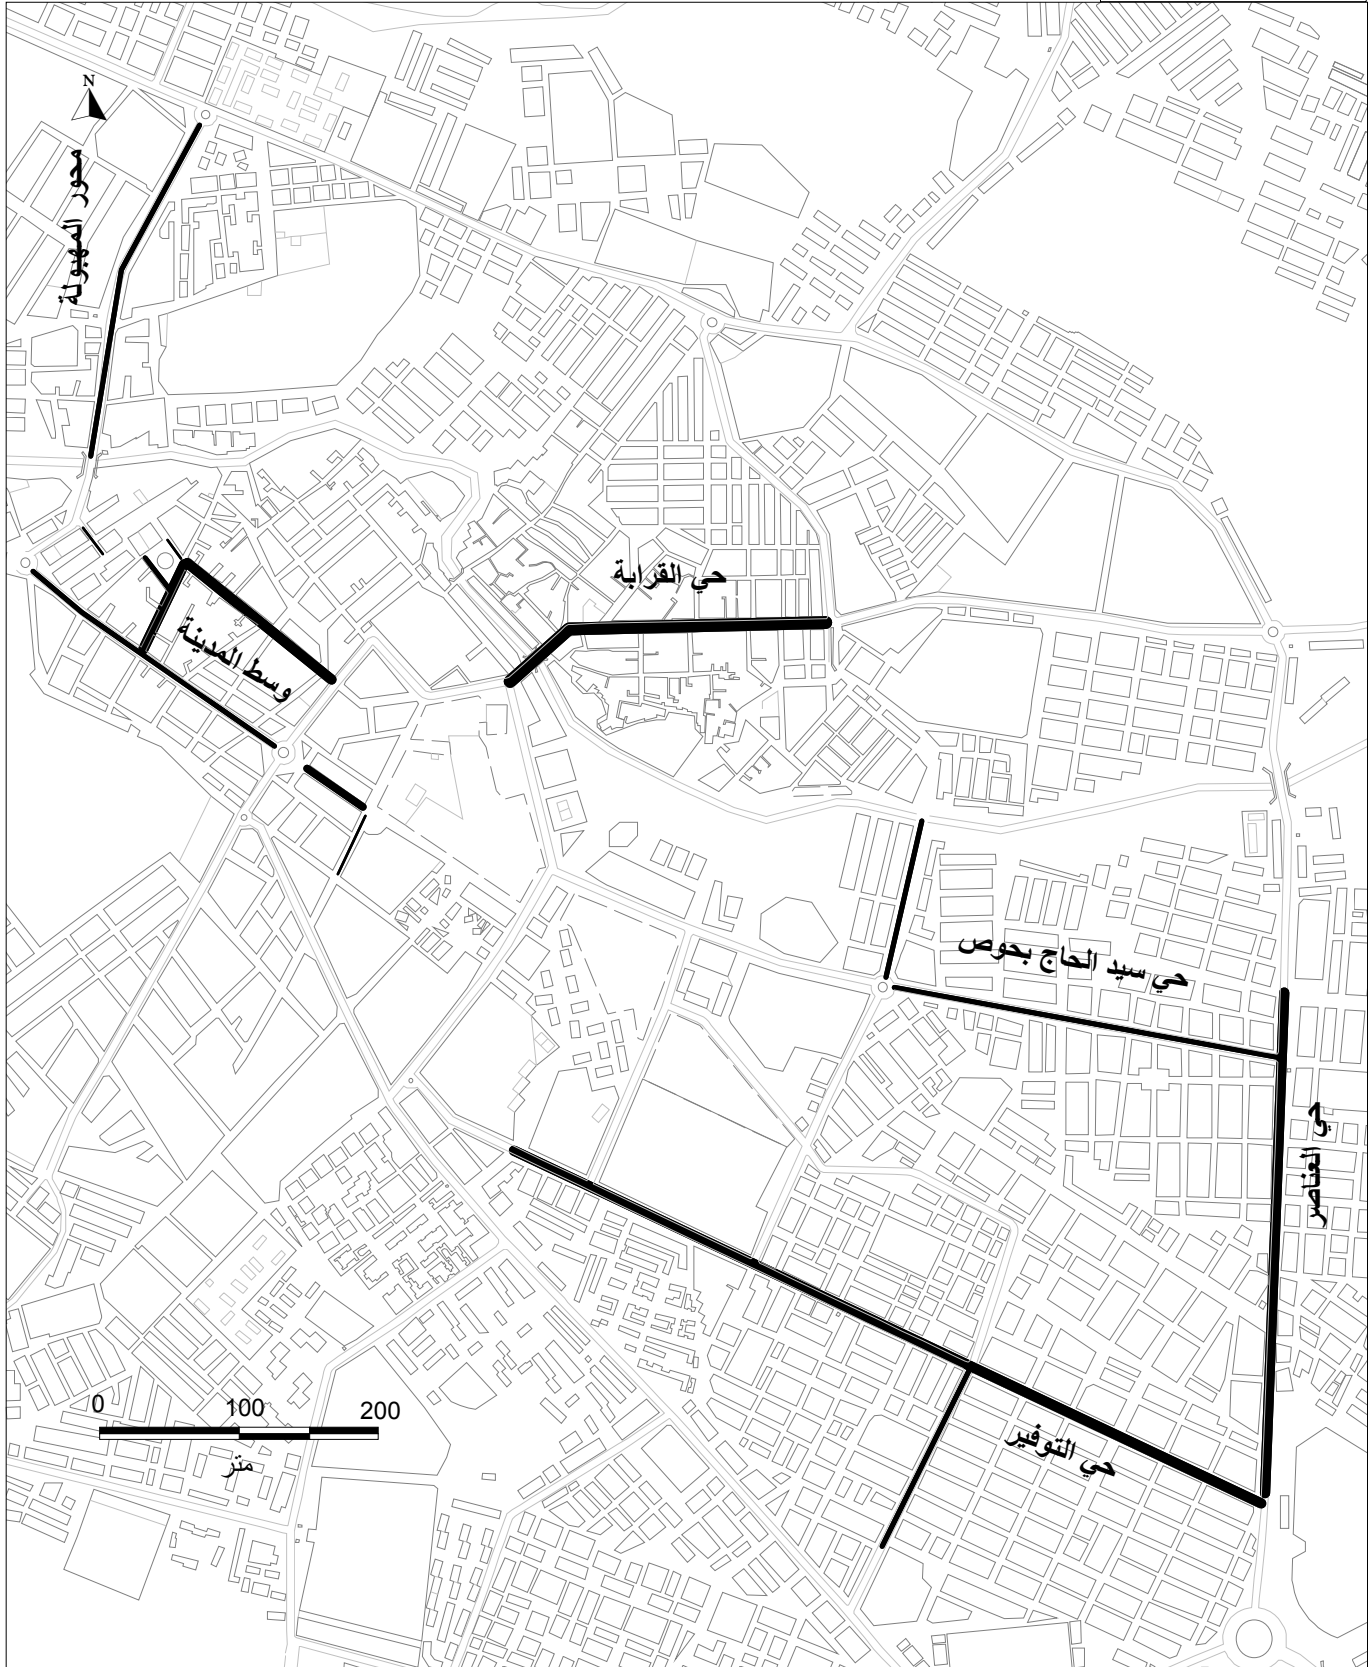 N
محور المهبولة
حي القرابة
وسط المدينة
حي سيد الحاج بحوص
حي العناصر
حي التوفير
0 100 200
متر